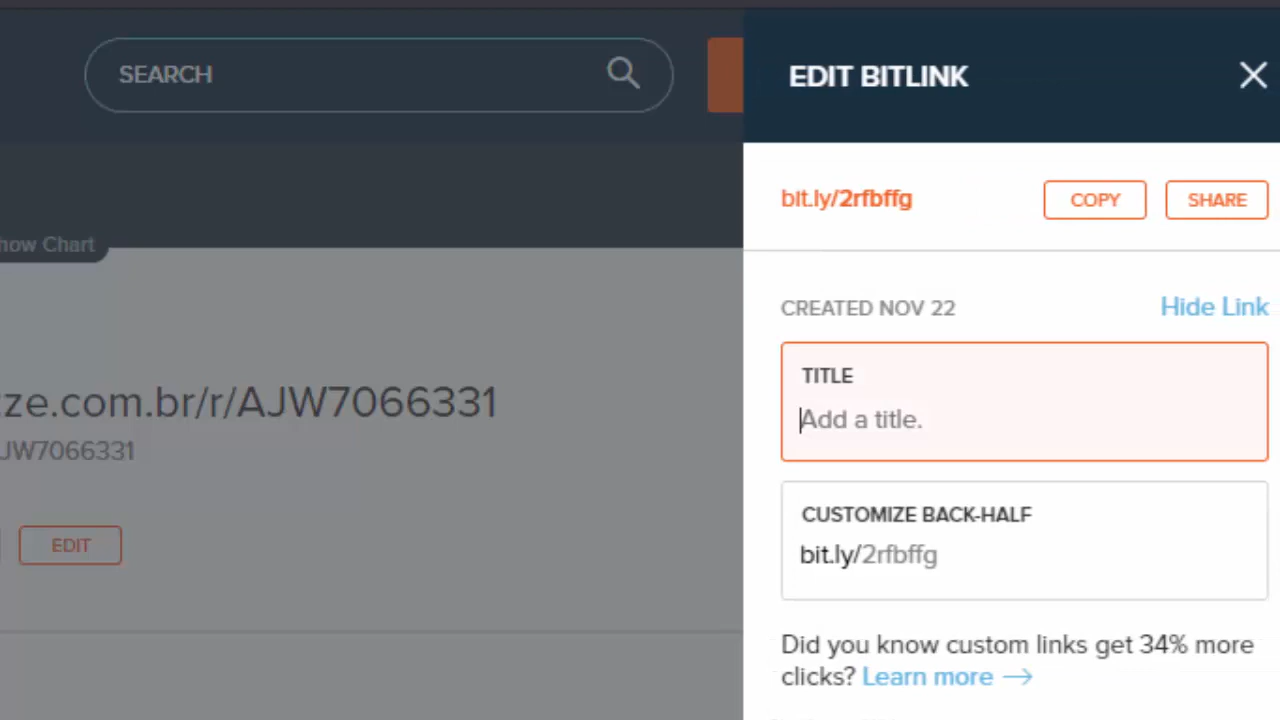 SEARCH
EDIT BITLINK
bit.ly/2rfbffg
COPY
SHARE
how Chart
CREATED NOV 22
Hide Link
TITLE
Add a title.
ze.com.br/r/AJW7066331
JW7066331
CUSTOMIZE BACK-HALF
bit.ly/2rfbffg
EDIT
Did you know custom links get 34% more
clicks? Learn more →